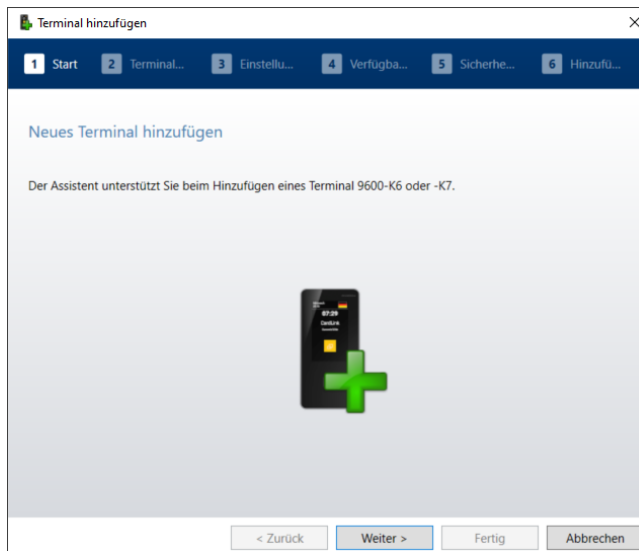 Terminal hinzufügen
1 Start 2 Terminal... 3 Einstellu... 4 Verfügba... 5 Sicherhe... 6 Hinzufü...
Neues Terminal hinzufügen
Der Assistent unterstützt Sie beim Hinzufügen eines Terminal 9600-K6 oder -K7.
07:29
CardLink
< Zurück Weiter > Fertig Abbrechen